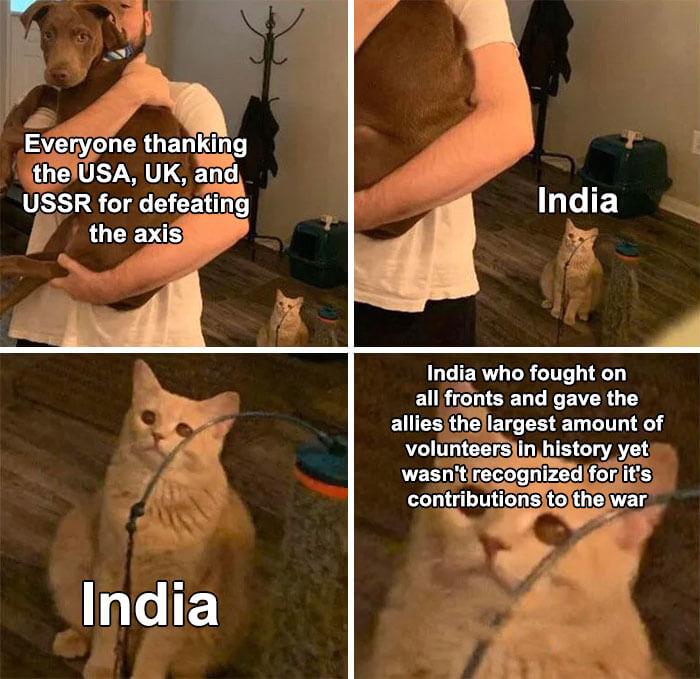 Everyone thanking
the USA, UK, and
USSR for defeating
the axis
India
India
India who fought on
all fronts and gave the
allies the largest amount of
volunteers in history yet
wasn't recognized for it's
contributions to the war